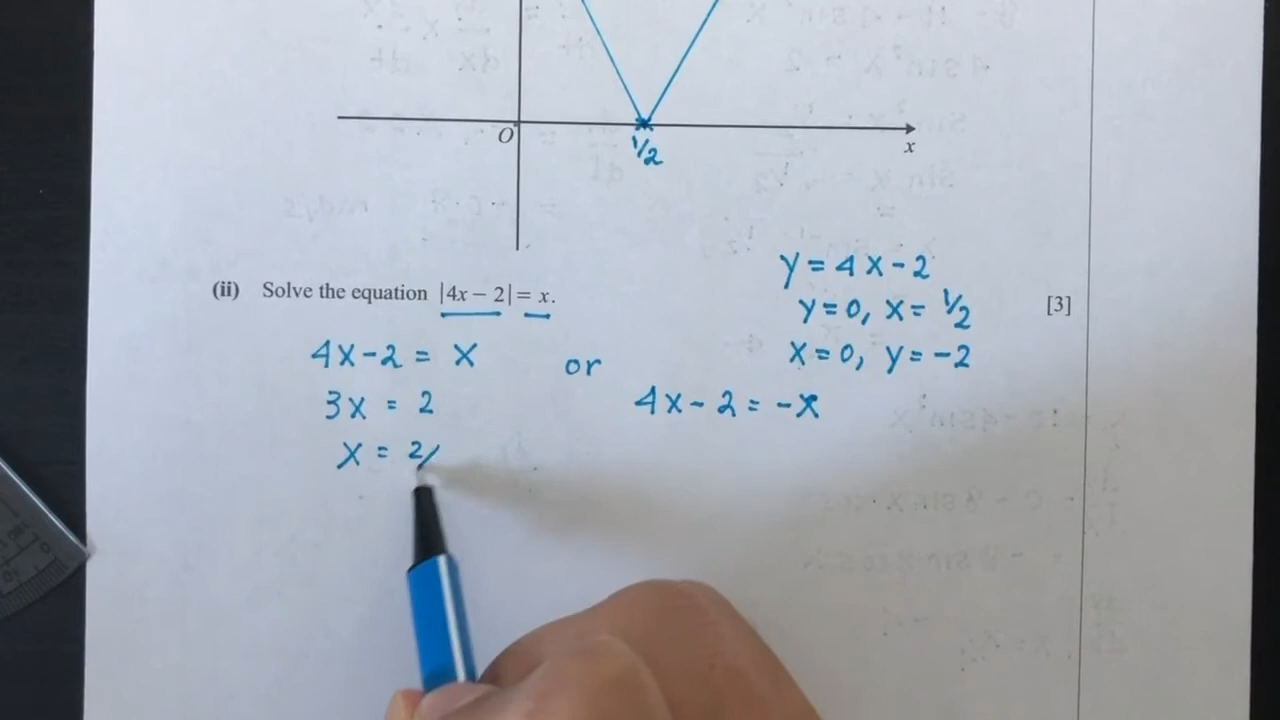 O
x
1/2
y = 4x - 2
(ii) Solve the equation |4x − 2| = x.
y = 0, x = 1/2
[3]
4x - 2 = x
or
x = 0, y = -2
3x = 2
4x - 2 = -x
x = 2/